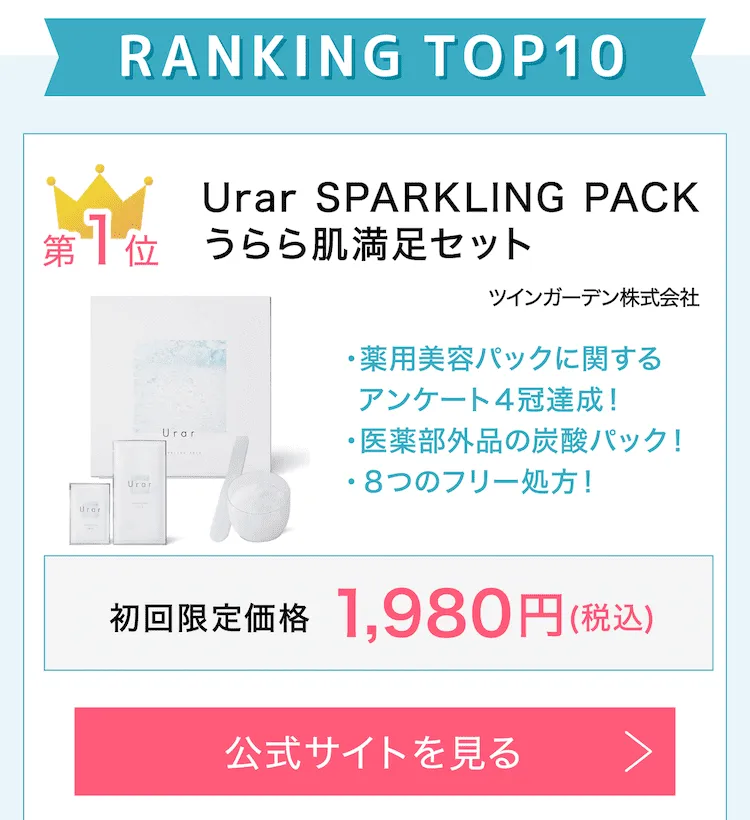 RANKING TOP10
第1位
Urar SPARKLING PACK
うらら肌満足セット
ツインガーデン株式会社
・薬用美容パックに関する
アンケート4冠達成！
・医薬部外品の炭酸パック！
・8つのフリー処方！
Urar
Urar
Urar
初回限定価格 1,980円(税込)
公式サイトを見る